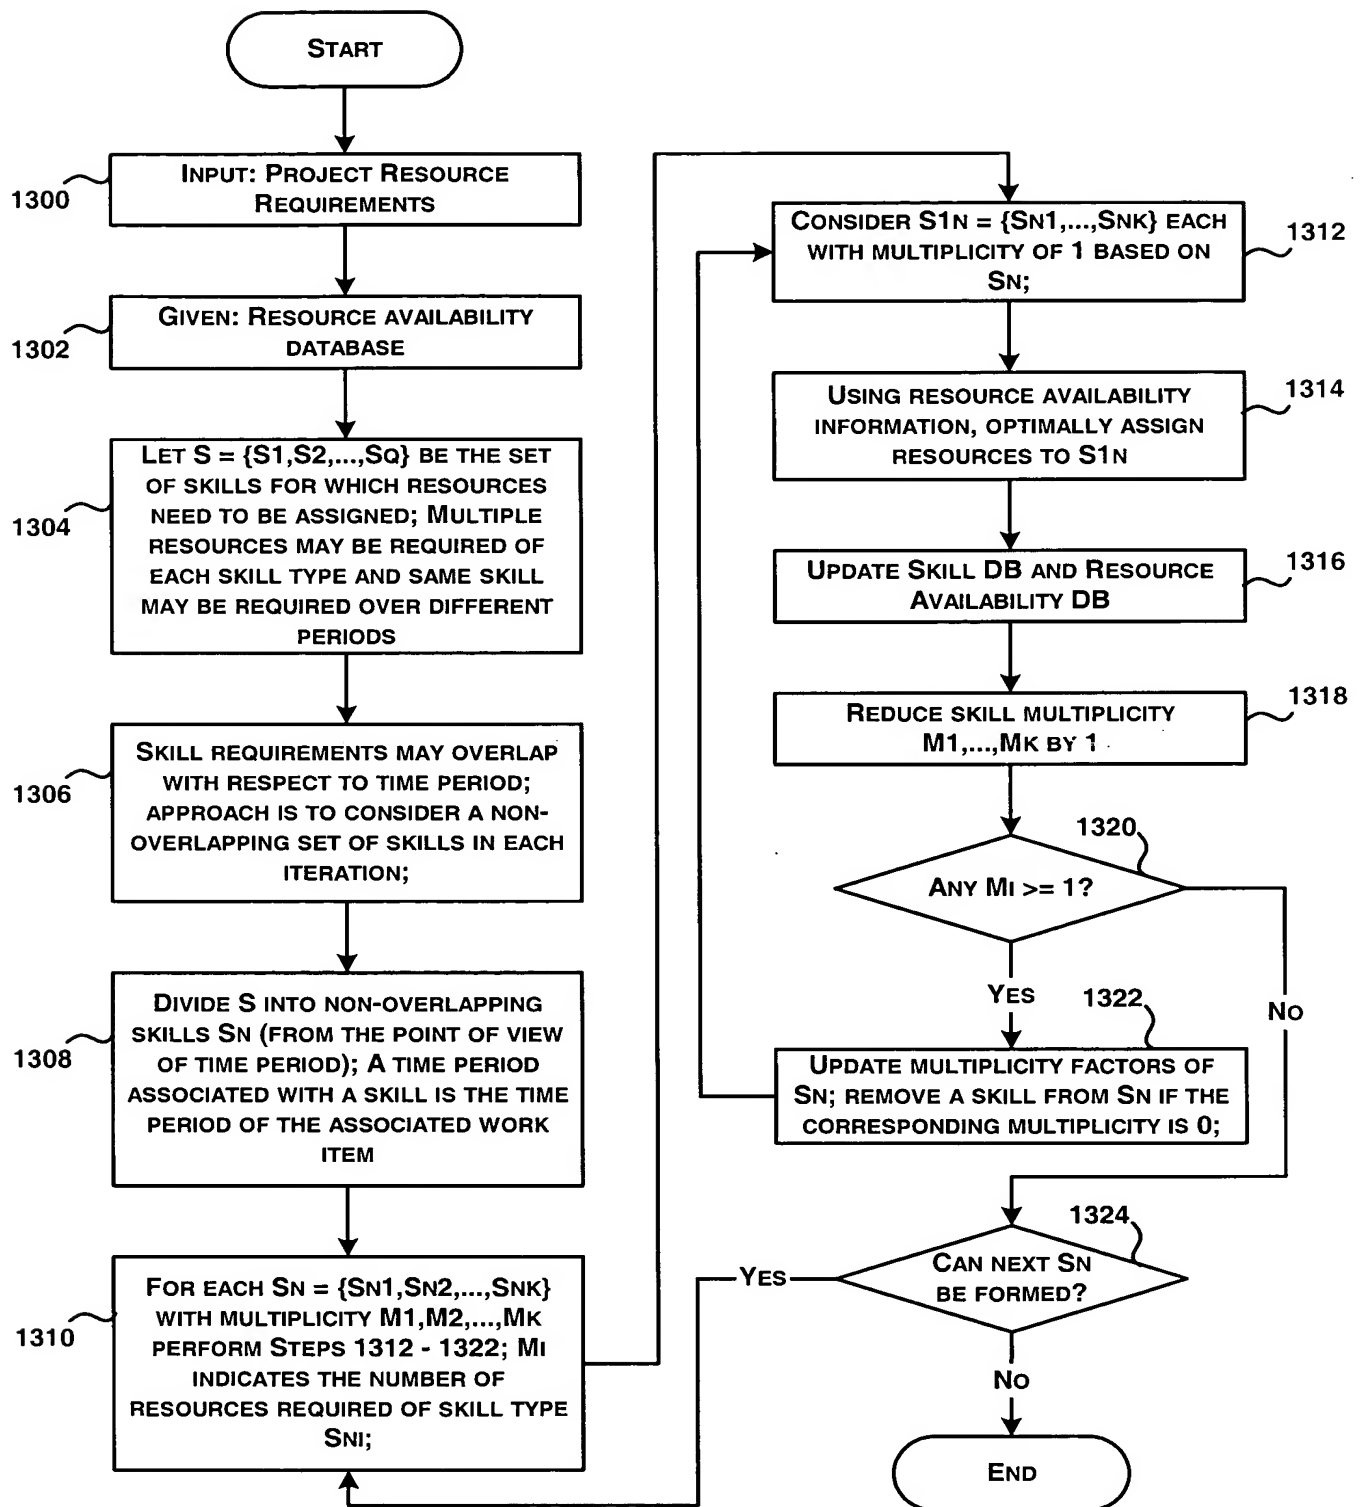 START
INPUT: PROJECT RESOURCE
REQUIREMENTS
1300
GIVEN: RESOURCE AVAILABILITY
DATABASE
1302
LET S = {S1,S2,...,SQ} BE THE SET
OF SKILLS FOR WHICH RESOURCES
NEED TO BE ASSIGNED; MULTIPLE
RESOURCES MAY BE REQUIRED OF
EACH SKILL TYPE AND SAME SKILL
MAY BE REQUIRED OVER DIFFERENT
PERIODS
1304
SKILL REQUIREMENTS MAY OVERLAP
WITH RESPECT TO TIME PERIOD;
APPROACH IS TO CONSIDER A NON-
OVERLAPPING SET OF SKILLS IN EACH
ITERATION;
1306
DIVIDE S INTO NON-OVERLAPPING
SKILLS SN (FROM THE POINT OF VIEW
OF TIME PERIOD); A TIME PERIOD
ASSOCIATED WITH A SKILL IS THE TIME
PERIOD OF THE ASSOCIATED WORK
ITEM
1308
FOR EACH SN = {SN1,SN2,...,SNK}
WITH MULTIPLICITY M1,M2,...,MK
PERFORM STEPS 1312 - 1322; MI
INDICATES THE NUMBER OF
RESOURCES REQUIRED OF SKILL TYPE
SNI;
1310
CONSIDER S1N = {SN1,...,SNK} EACH
WITH MULTIPLICITY OF 1 BASED ON
SN;
1312
USING RESOURCE AVAILABILITY
INFORMATION, OPTIMALLY ASSIGN
RESOURCES TO S1N
1314
UPDATE SKILL DB AND RESOURCE
AVAILABILITY DB
1316
REDUCE SKILL MULTIPLICITY
M1,...,MK BY 1
1318
ANY MI >= 1?
1320
YES
NO
1322
UPDATE MULTIPLICITY FACTORS OF
SN; REMOVE A SKILL FROM SN IF THE
CORRESPONDING MULTIPLICITY IS 0;
1324
CAN NEXT SN
BE FORMED?
YES
NO
END